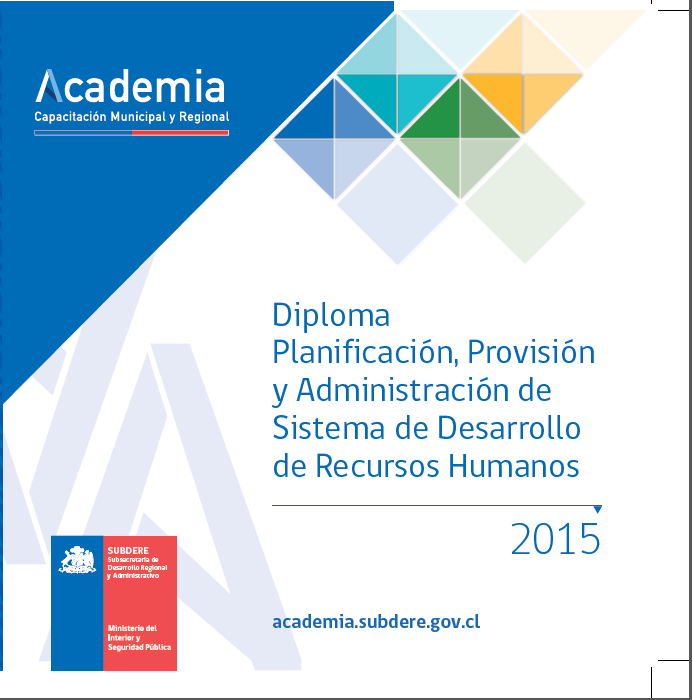 Academia
Capacitación Municipal y Regional
Diploma
Planificación, Provisión
y Administración de
Sistema de Desarrollo
de Recursos Humanos
2015
SUBDERE
Subsecretaría de
Desarrollo Regional
y Administrativo
Ministerio del
Interior y
Seguridad Pública
academia.subdere.gov.cl